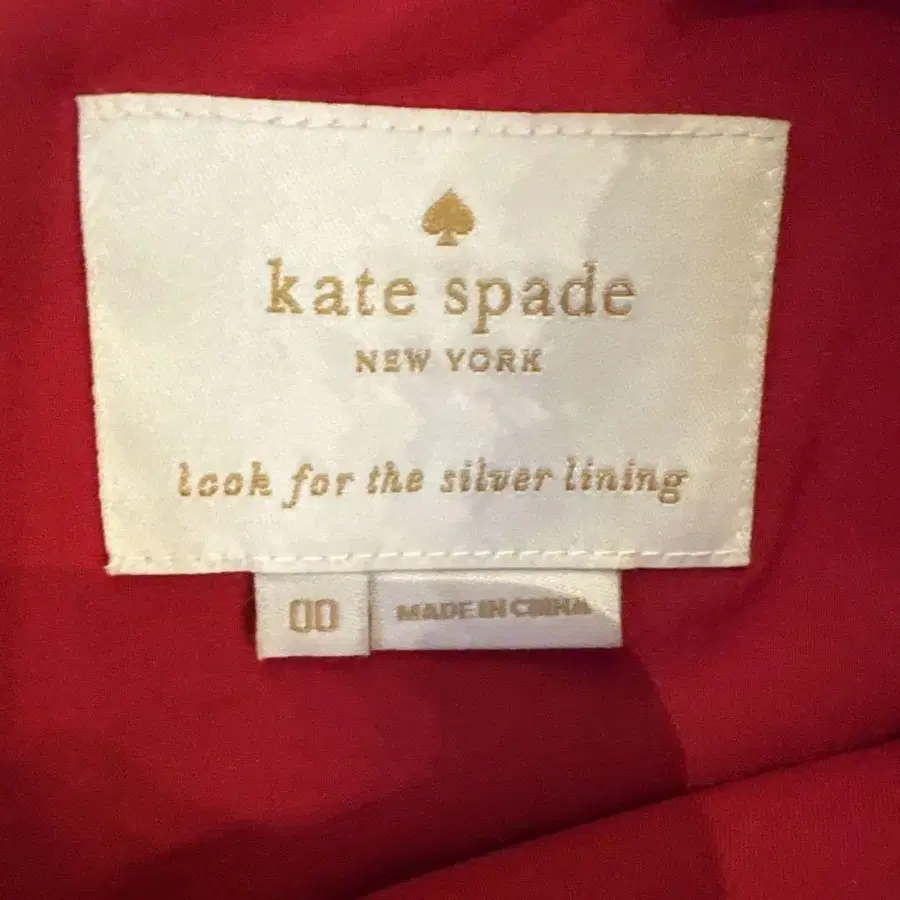 kate spade
NEW YORK
look for the silver lining
00
MADE IN CHINA